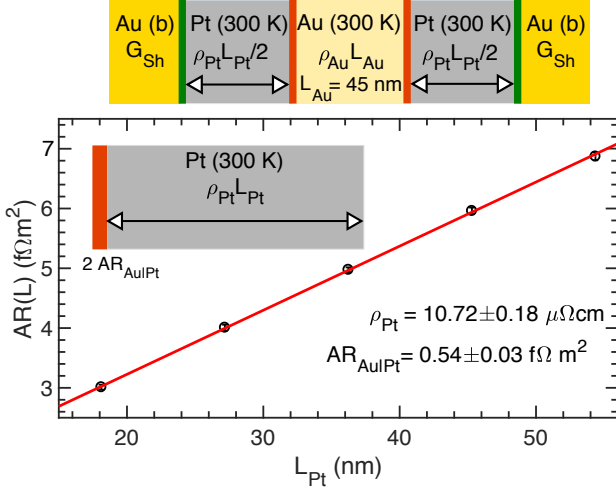 Au (b)
G_Sh
Pt (300 K)
ρ_Pt L_Pt/2
Au (300 K)
ρ_Au L_Au
L_Au = 45 nm
Pt (300 K)
ρ_Pt L_Pt/2
Au (b)
G_Sh
7
6
5
4
3
AR(L) (fΩm²)
Pt (300 K)
ρ_Pt L_Pt
2 AR_Au|Pt
ρ_Pt = 10.72±0.18 μΩcm
AR_Au|Pt = 0.54±0.03 fΩ m²
20
30
40
50
L_Pt (nm)